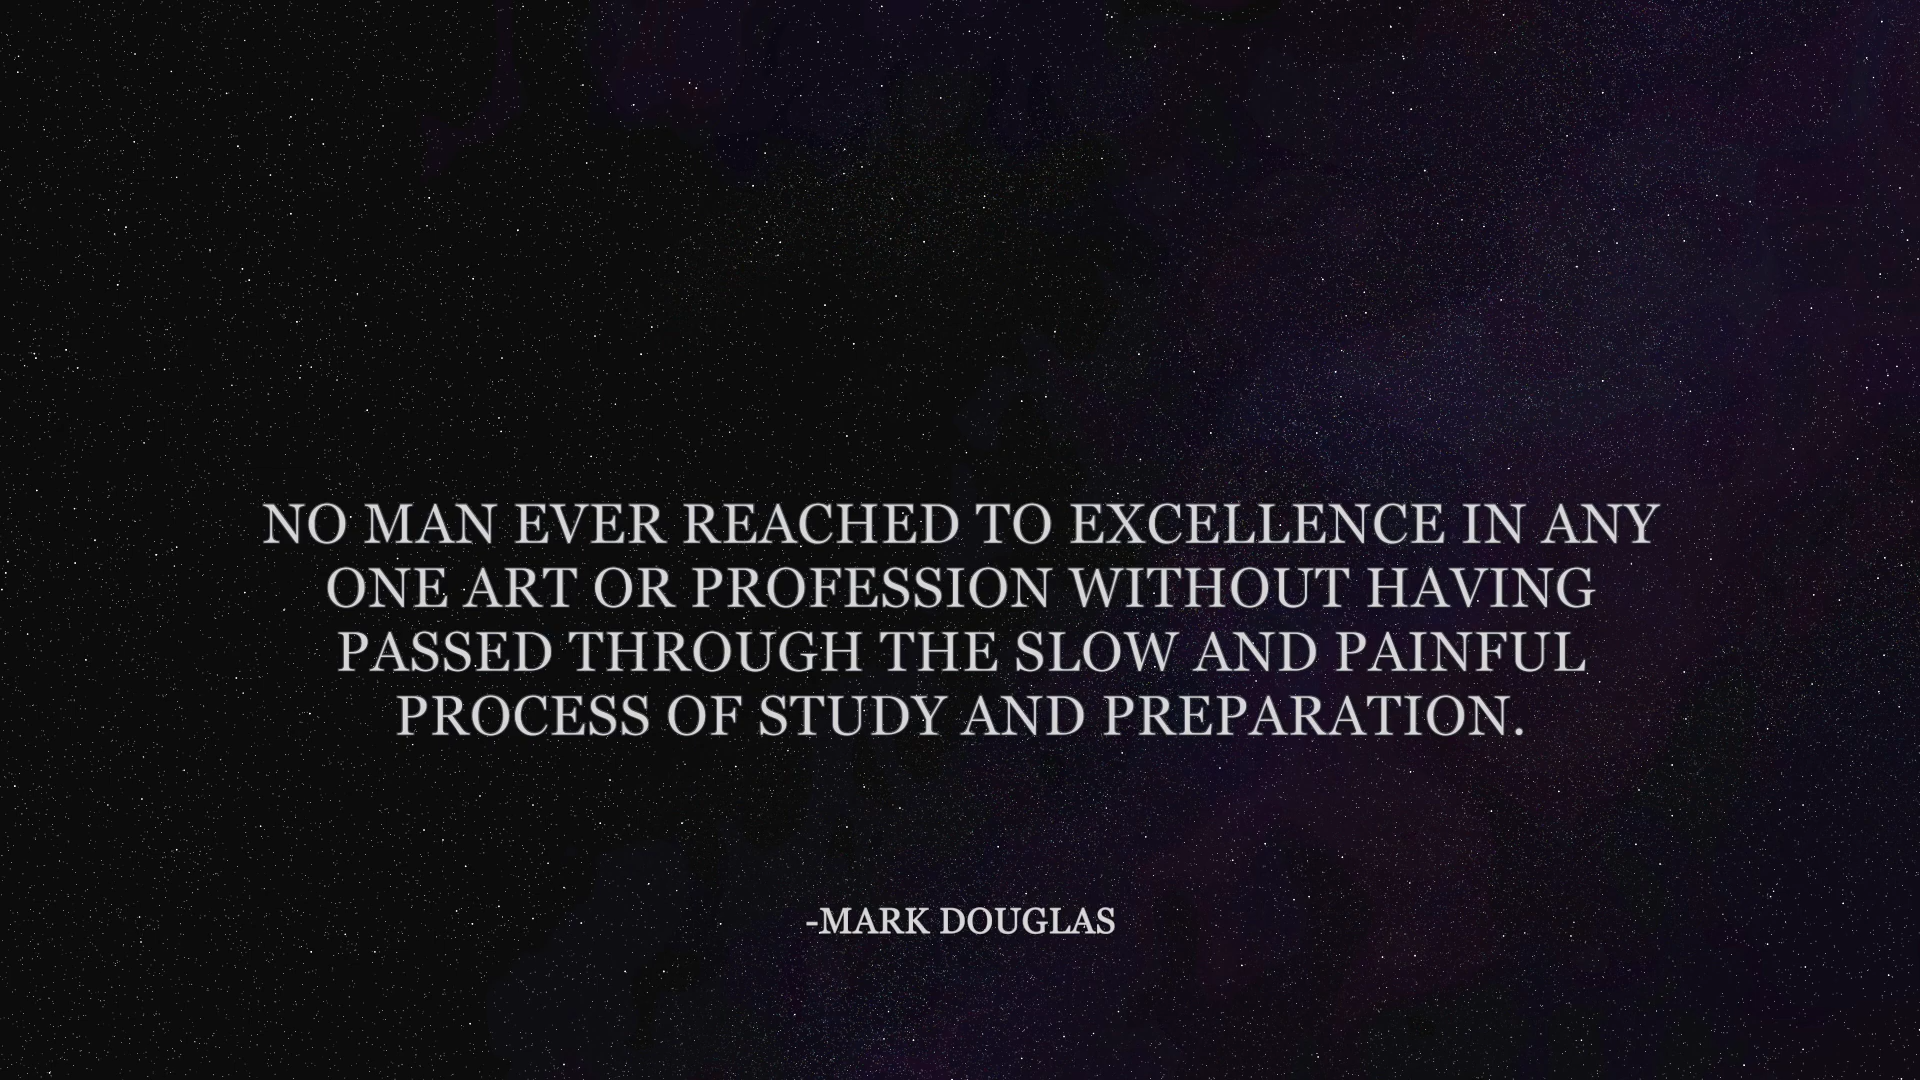 NO MAN EVER REACHED TO EXCELLENCE IN ANY
ONE ART OR PROFESSION WITHOUT HAVING
PASSED THROUGH THE SLOW AND PAINFUL
PROCESS OF STUDY AND PREPARATION.
-MARK DOUGLAS